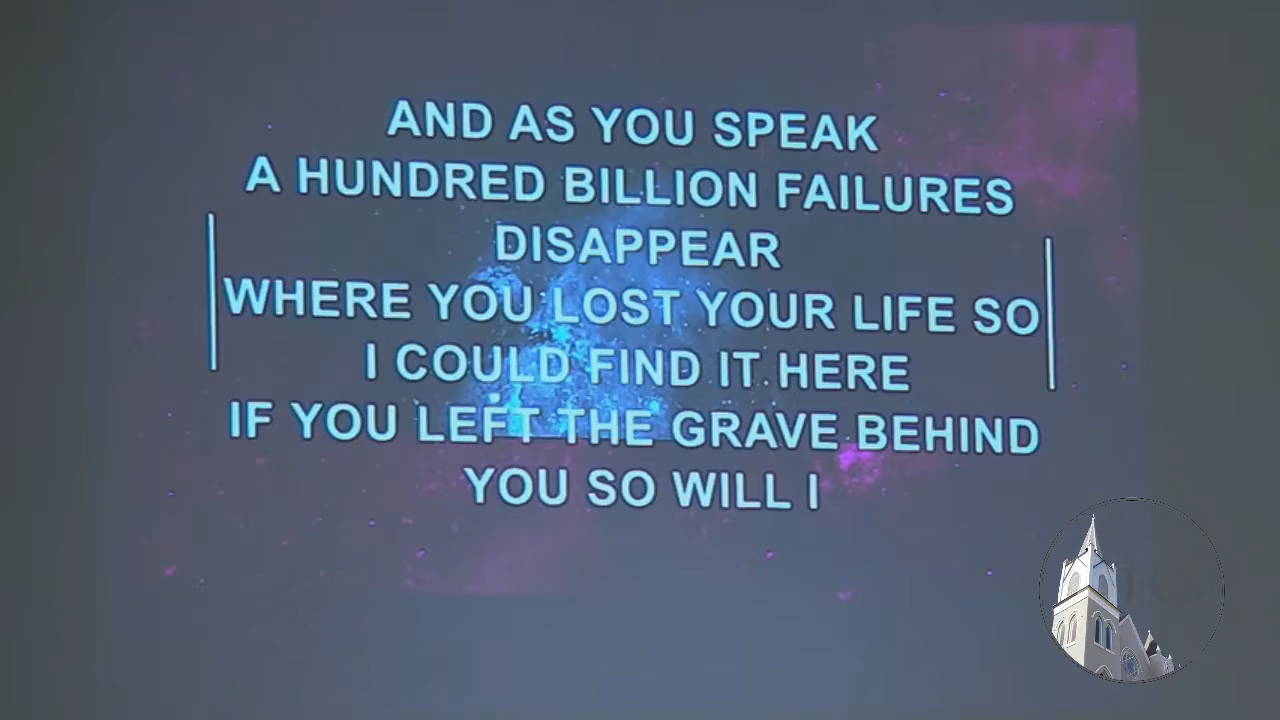 AND AS YOU SPEAK
A HUNDRED BILLION FAILURES
DISAPPEAR
WHERE YOU LOST YOUR LIFE SO
I COULD FIND IT HERE
IF YOU LEFT THE GRAVE BEHIND
YOU SO WILL I